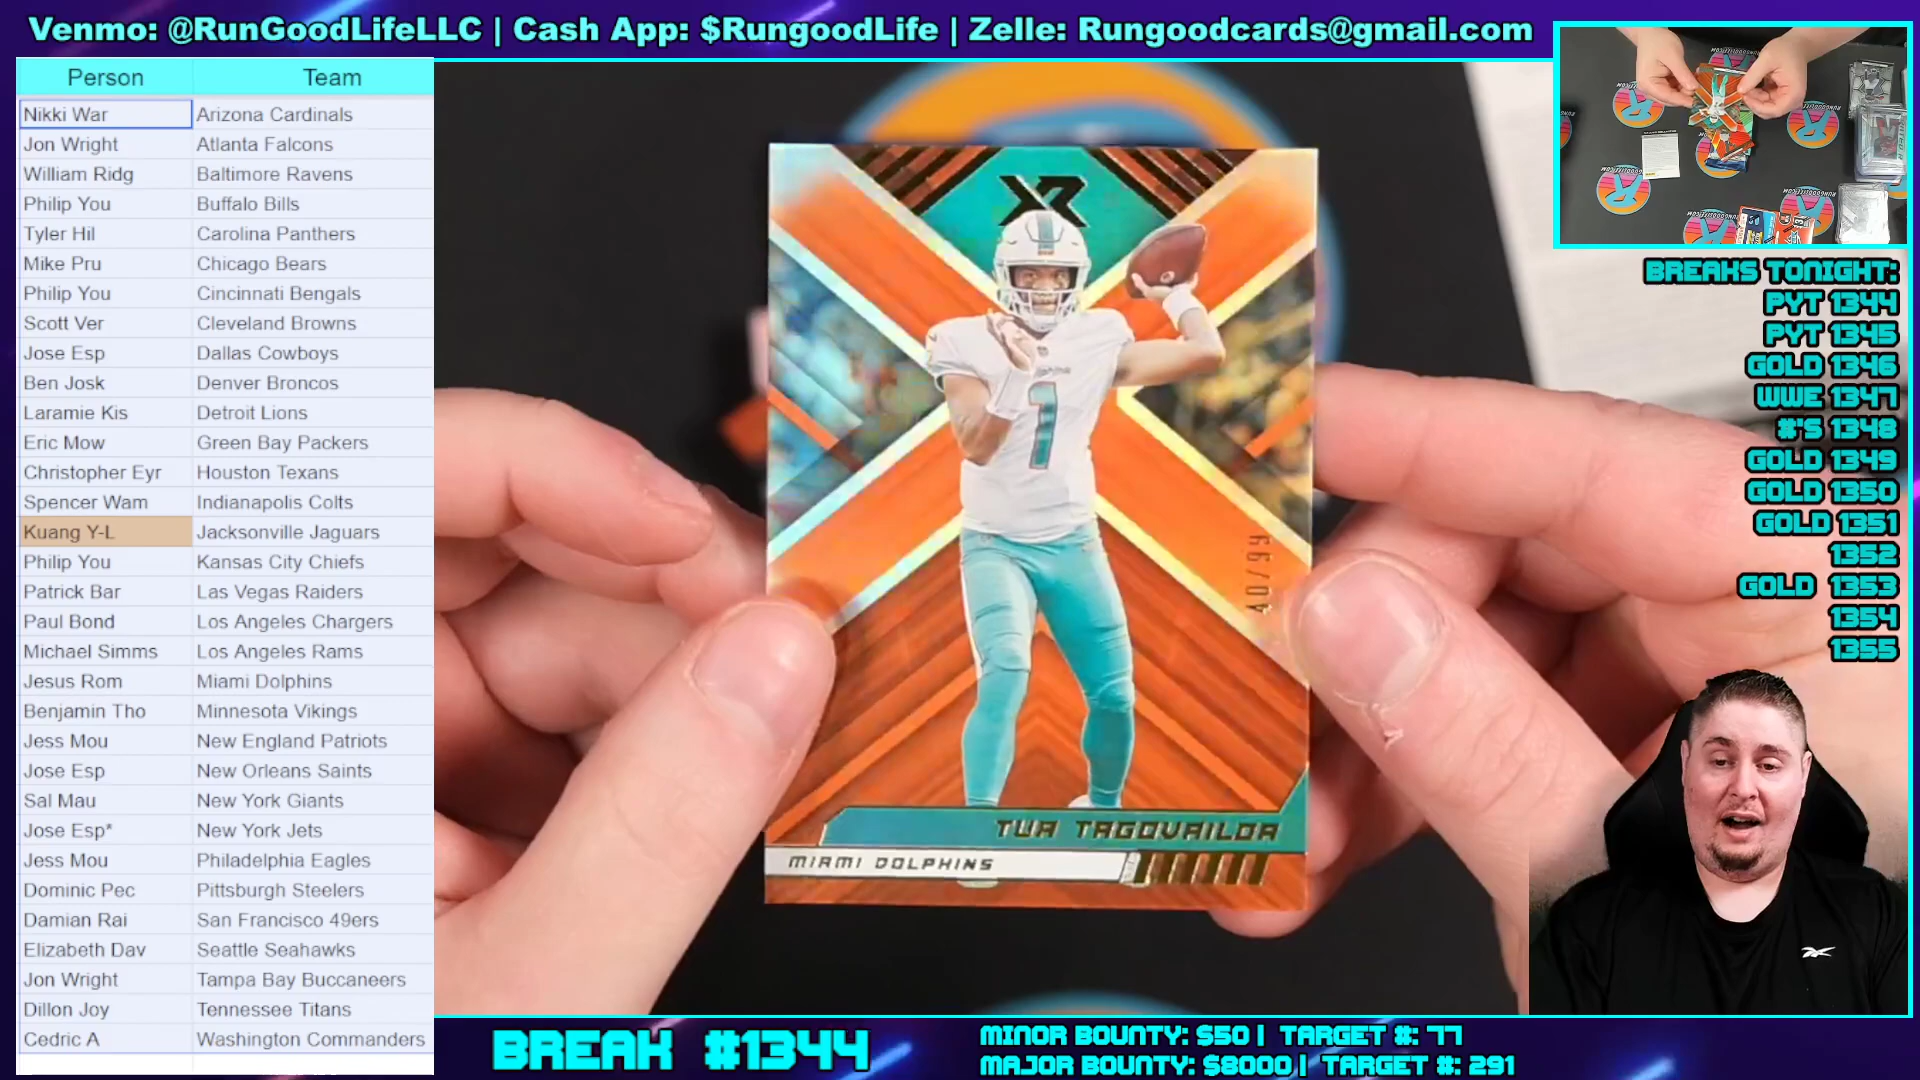 Venmo: @RunGoodLifeLLC | Cash App: $RungoodLife | Zelle: Rungoodcards@gmail.com
Person Team
Nikki War Arizona Cardinals
Jon Wright Atlanta Falcons
William Ridg Baltimore Ravens
Philip You Buffalo Bills
Tyler Hil Carolina Panthers
Mike Pru Chicago Bears
Philip You Cincinnati Bengals
Scott Ver Cleveland Browns
Jose Esp Dallas Cowboys
Ben Josk Denver Broncos
Laramie Kis Detroit Lions
Eric Mow Green Bay Packers
Christopher Eyr Houston Texans
Spencer Wam Indianapolis Colts
Kuang Y-L Jacksonville Jaguars
Philip You Kansas City Chiefs
Patrick Bar Las Vegas Raiders
Paul Bond Los Angeles Chargers
Michael Simms Los Angeles Rams
Jesus Rom Miami Dolphins
Benjamin Tho Minnesota Vikings
Jess Mou New England Patriots
Jose Esp New Orleans Saints
Sal Mau New York Giants
Jose Esp* New York Jets
Jess Mou Philadelphia Eagles
Dominic Pec Pittsburgh Steelers
Damian Rai San Francisco 49ers
Elizabeth Dav Seattle Seahawks
Jon Wright Tampa Bay Buccaneers
Dillon Joy Tennessee Titans
Cedric A Washington Commanders
XR
1
40/99
TUA TAGOVAILOA
MIAMI DOLPHINS
BREAKS TONIGHT:
PYT 1344
PYT 1345
GOLD 1346
WWE 1347
#'S 1348
GOLD 1349
GOLD 1350
GOLD 1351
1352
GOLD 1353
1354
1355
BREAK #1344
MINOR BOUNTY: $50 | TARGET #: 77
MAJOR BOUNTY: $8000 | TARGET #: 291